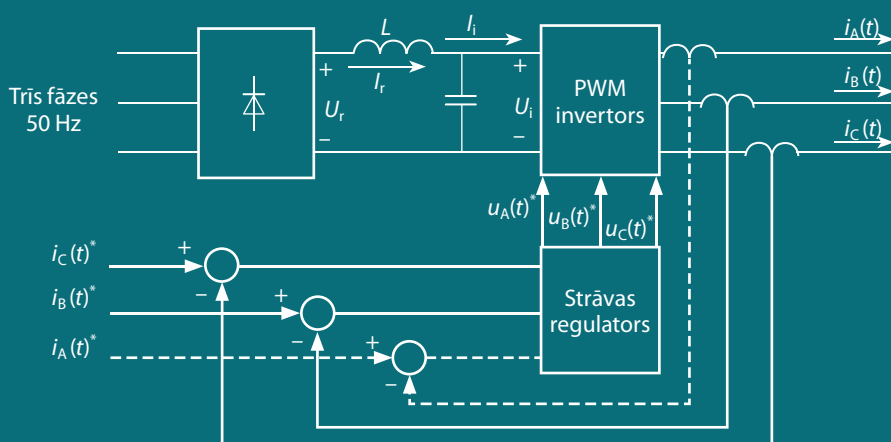 L
I_i
i_A(t)
I_r
+
U_r
−
+
U_i
−
Trīs fāzes
50 Hz
PWM
invertors
i_B(t)
i_C(t)
u_A(t)*
u_B(t)*
u_C(t)*
i_C(t)*
+
−
i_B(t)*
+
−
i_A(t)*
+
−
Strāvas
regulators